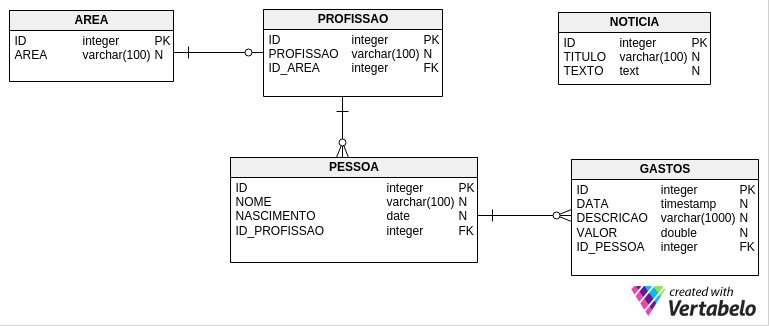 AREA
ID integer PK
AREA varchar(100) N
PROFISSAO
ID integer PK
PROFISSAO varchar(100) N
ID_AREA integer FK
NOTICIA
ID integer PK
TITULO varchar(100) N
TEXTO text N
PESSOA
ID integer PK
NOME varchar(100) N
NASCIMENTO date N
ID_PROFISSAO integer FK
GASTOS
ID integer PK
DATA timestamp N
DESCRICAO varchar(1000) N
VALOR double N
ID_PESSOA integer FK
created with
Vertabelo